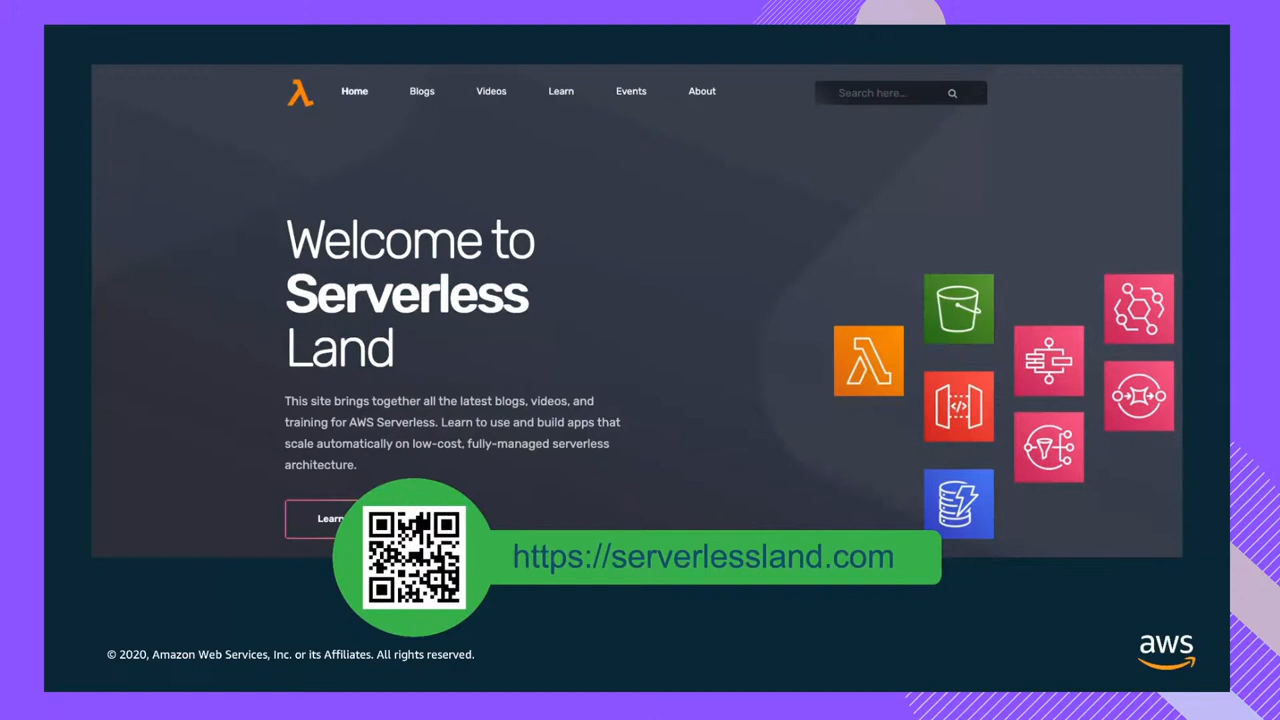 Home Blogs Videos Learn Events About Search here...
Welcome to
Serverless
Land
This site brings together all the latest blogs, videos, and
training for AWS Serverless. Learn to use and build apps that
scale automatically on low-cost, fully-managed serverless
architecture.
Learn
https://serverlessland.com
© 2020, Amazon Web Services, Inc. or its Affiliates. All rights reserved.
aws